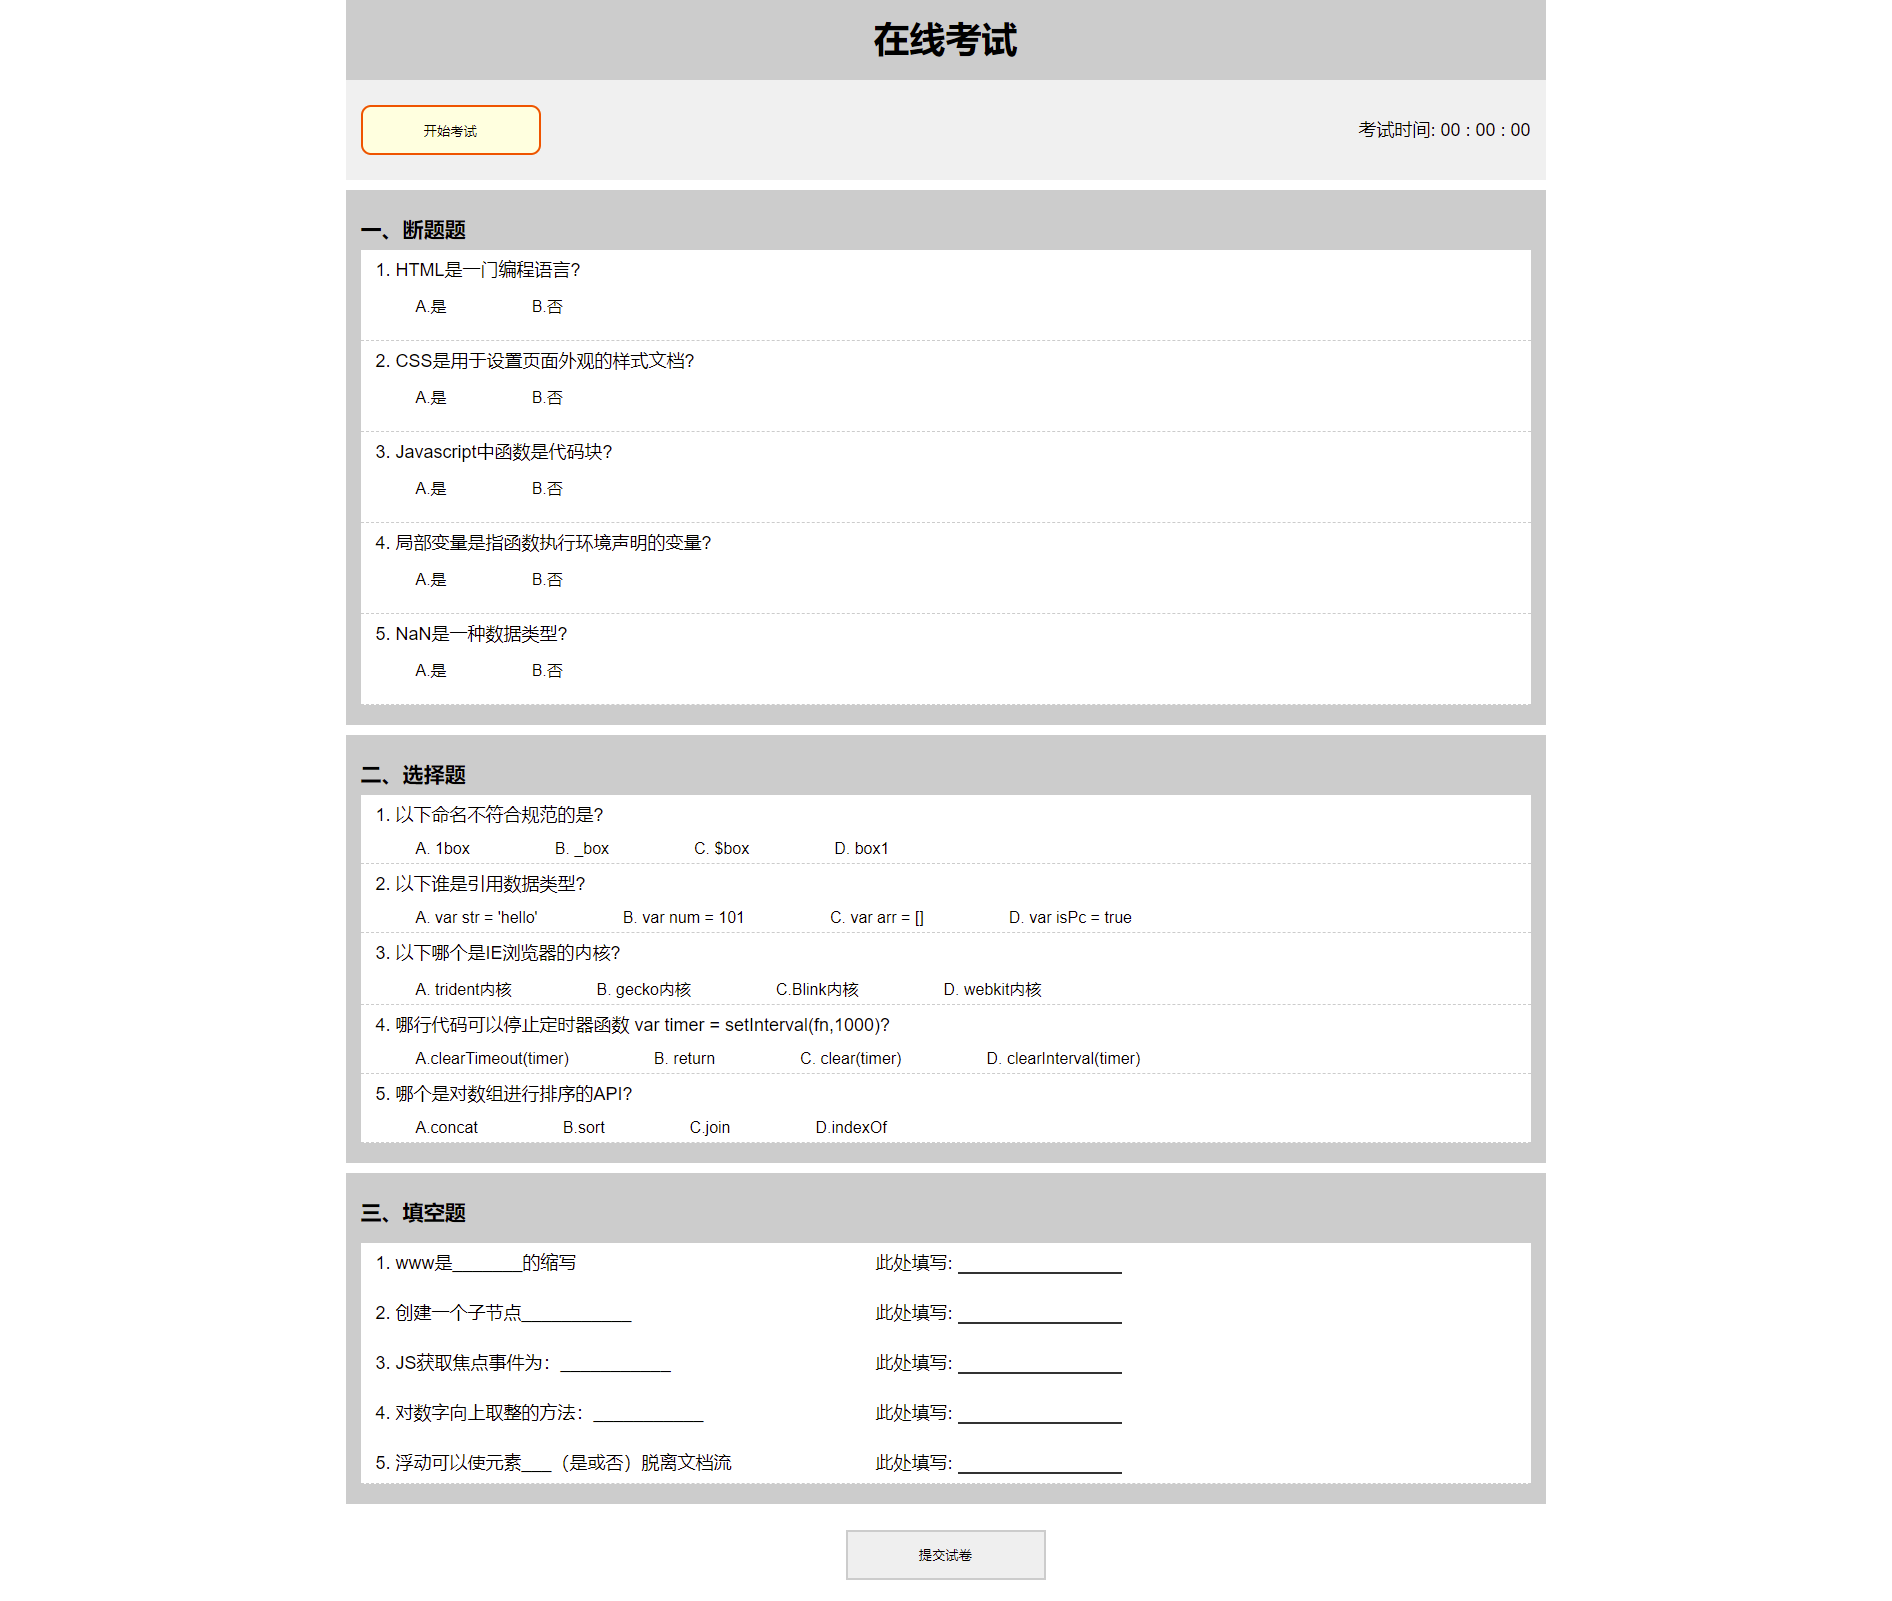 在线考试
开始考试
考试时间: 00 : 00 : 00
一、断题题
1. HTML是一门编程语言?
A.是 B.否
2. CSS是用于设置页面外观的样式文档?
A.是 B.否
3. Javascript中函数是代码块?
A.是 B.否
4. 局部变量是指函数执行环境声明的变量?
A.是 B.否
5. NaN是一种数据类型?
A.是 B.否
二、选择题
1. 以下命名不符合规范的是?
A. 1box B. _box C. $box D. box1
2. 以下谁是引用数据类型?
A. var str = 'hello' B. var num = 101 C. var arr = [] D. var isPc = true
3. 以下哪个是IE浏览器的内核?
A. trident内核 B. gecko内核 C.Blink内核 D. webkit内核
4. 哪行代码可以停止定时器函数 var timer = setInterval(fn,1000)?
A.clearTimeout(timer) B. return C. clear(timer) D. clearInterval(timer)
5. 哪个是对数组进行排序的API?
A.concat B.sort C.join D.indexOf
三、填空题
1. www是_______的缩写 此处填写:
2. 创建一个子节点___________ 此处填写:
3. JS获取焦点事件为：___________ 此处填写:
4. 对数字向上取整的方法：___________ 此处填写:
5. 浮动可以使元素___（是或否）脱离文档流 此处填写:
提交试卷